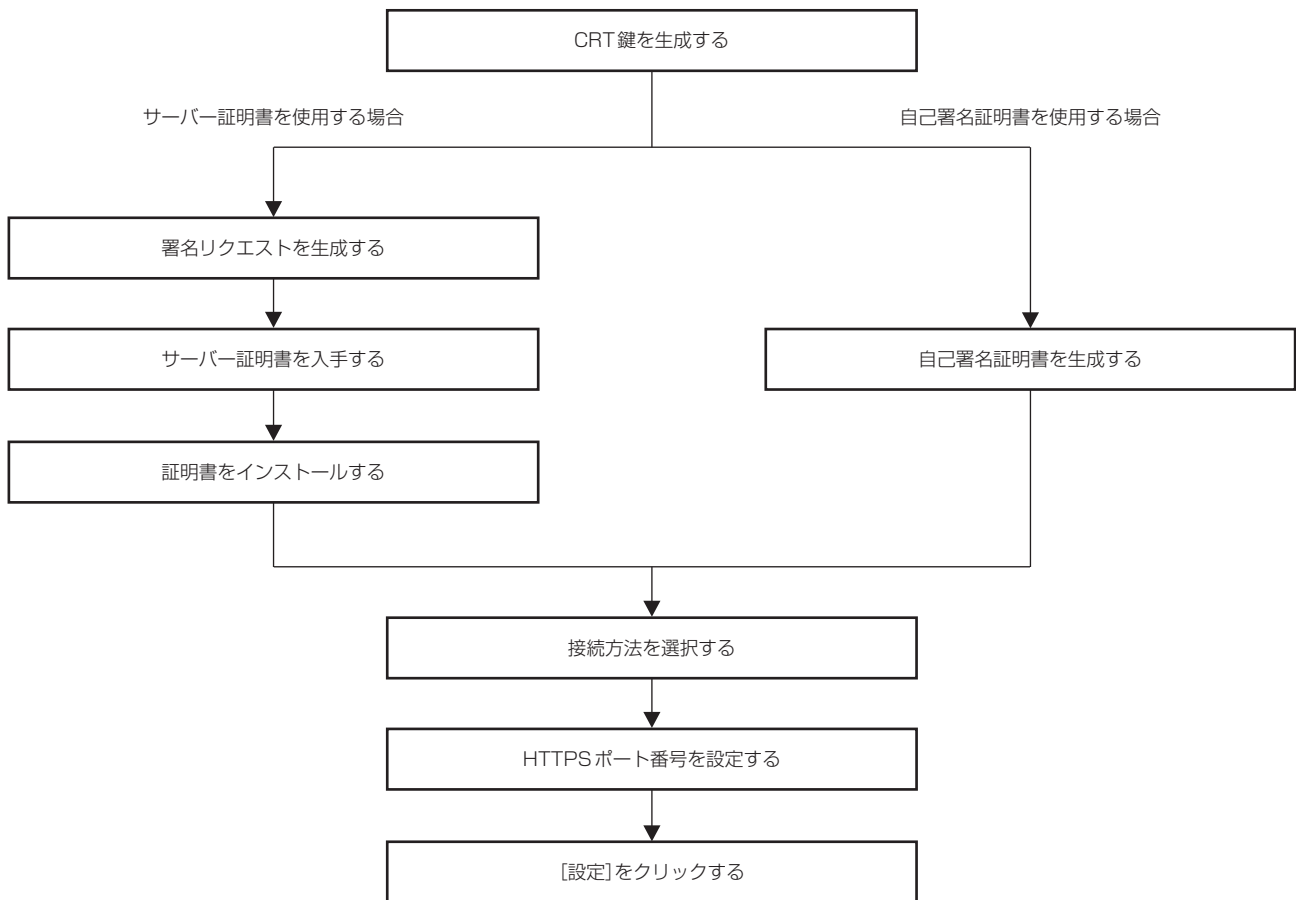 CRT鍵を生成する
サーバー証明書を使用する場合
自己署名証明書を使用する場合
署名リクエストを生成する
サーバー証明書を入手する
自己署名証明書を生成する
証明書をインストールする
接続方法を選択する
HTTPSポート番号を設定する
[設定]をクリックする